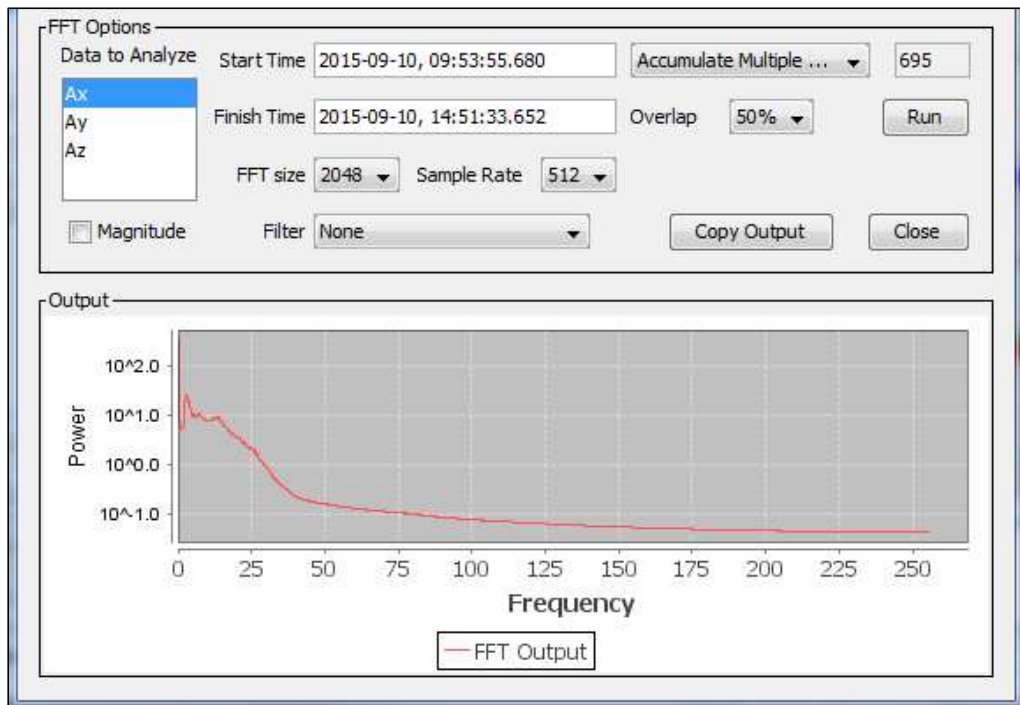 FFT Options
Data to Analyze
Start Time 2015-09-10, 09:53:55.680 Accumulate Multiple ... 695
Ax
Ay
Az
Finish Time 2015-09-10, 14:51:33.652 Overlap 50% Run
FFT size 2048 Sample Rate 512
Magnitude Filter None Copy Output Close
Output
Power
10^2.0
10^1.0
10^0.0
10^-1.0
0 25 50 75 100 125 150 175 200 225 250
Frequency
FFT Output